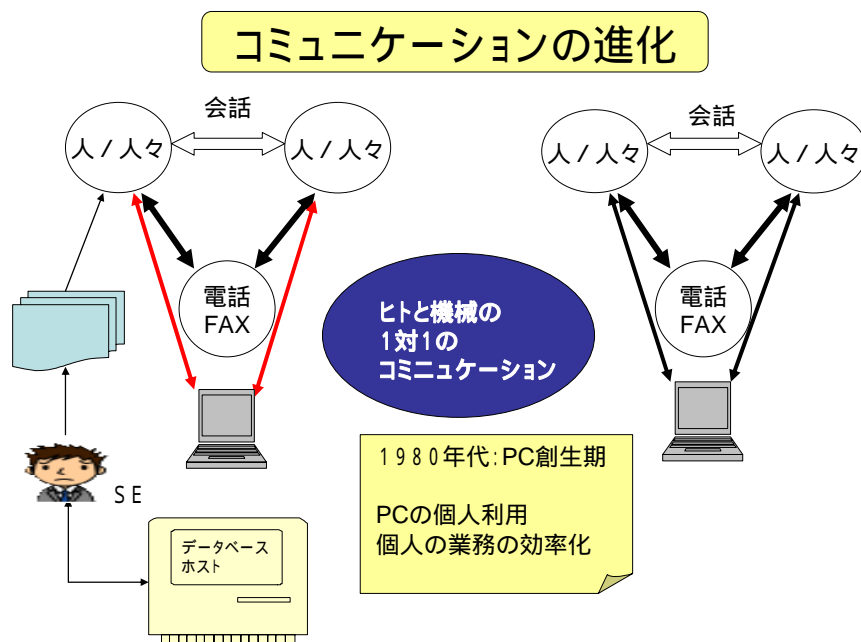 コミュニケーションの進化
会話
人 / 人々
人 / 人々
電話
FAX
会話
人 / 人々
人 / 人々
電話
FAX
ヒトと機械の
1対1の
コミニュケーション
SE
データベース
ホスト
1980年代:PC創生期
PCの個人利用
個人の業務の効率化